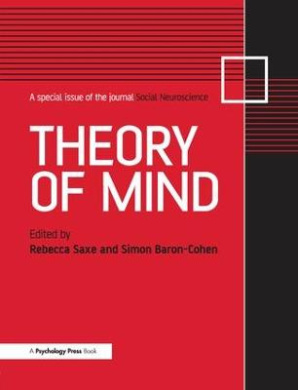 A special issue of the journal Social Neuroscience
THEORY
OF MIND
Edited by
Rebecca Saxe and Simon Baron-Cohen
A Psychology Press Book